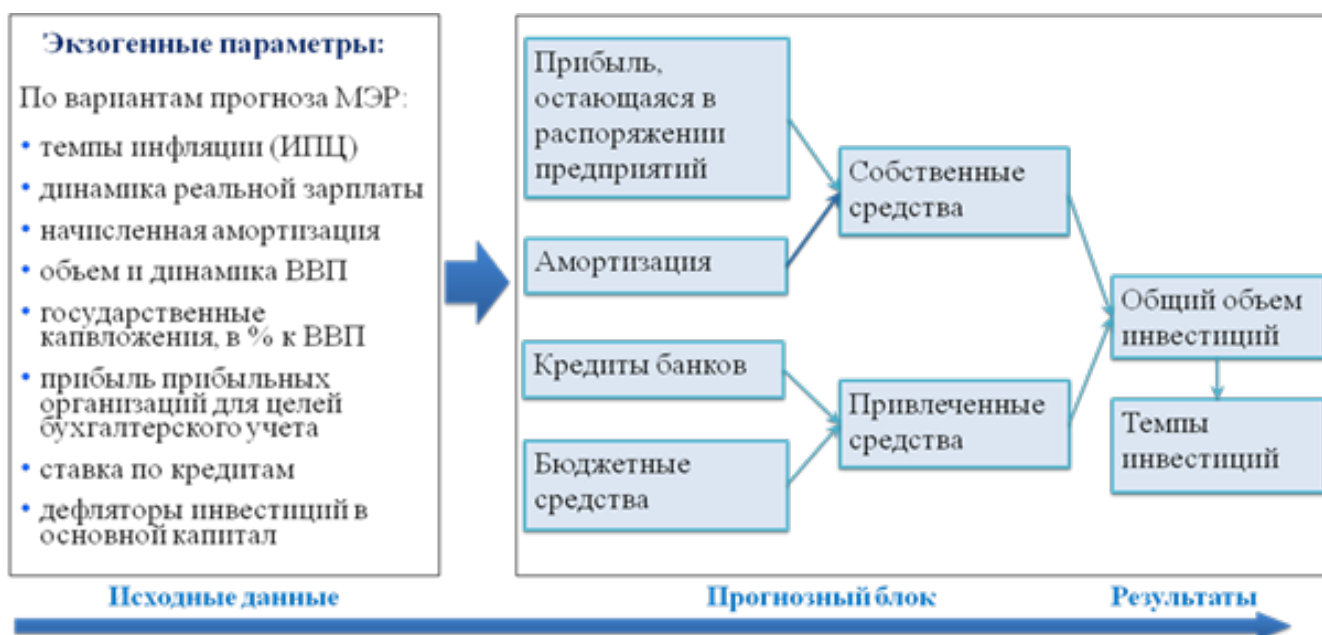 Экзогенные параметры:
По вариантам прогноза МЭР:
• темпы инфляции (ИПЦ)
• динамика реальной зарплаты
• начисленная амортизация
• объем и динамика ВВП
• государственные
капвложения, в % к ВВП
• прибыль прибыльных
организаций для целей
бухгалтерского учета
• ставка по кредитам
• дефляторы инвестиций в
основной капитал
Прибыль,
остающаяся в
распоряжении
предприятий
Амортизация
Кредиты банков
Бюджетные
средства
Собственные
средства
Привлеченные
средства
Общий объем
инвестиций
Темпы
инвестиций
Исходные данные
Прогнозный блок
Результаты